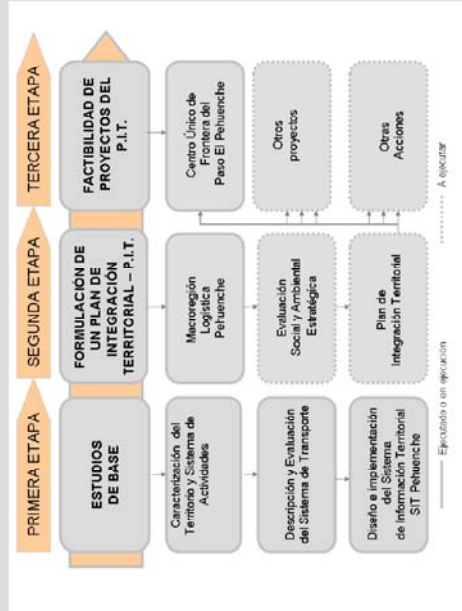 PRIMERA ETAPA
SEGUNDA ETAPA
TERCERA ETAPA
ESTUDIOS
DE BASE
FORMULACIÓN DE
UN PLAN DE
INTEGRACIÓN
TERRITORIAL – P.I.T.
FACTIBILIDAD DE
PROYECTOS DEL
P.I.T.
Caracterización del
Territorio y Sistema de
Actividades
Macroregión
Logística
Pehuenche
Centro Único de
Frontera del
Paso El Pehuenche
Descripción y Evaluación
del Sistema de Transporte
Evaluación
Social y Ambiental
Estratégica
Otros
proyectos
Diseño e implementación
del Sistema
de Información Territorial
SIT Pehuenche
Plan de
Integración Territorial
Otras
Acciones
Ejecutado o en ejecución
A ejecutar